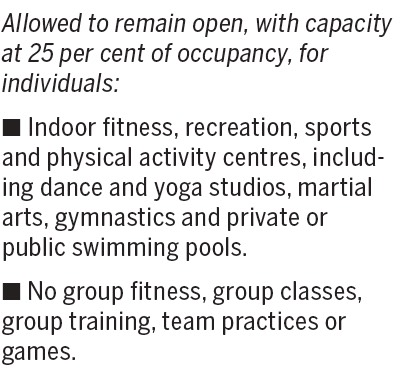 Allowed to remain open, with capacity
at 25 per cent of occupancy, for
individuals:
■ Indoor fitness, recreation, sports
and physical activity centres, includ-
ing dance and yoga studios, martial
arts, gymnastics and private or
public swimming pools.
■ No group fitness, group classes,
group training, team practices or
games.